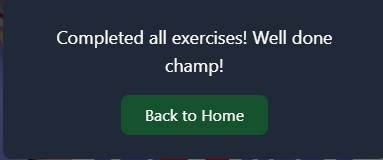 Completed all exercises! Well done
champ!
Back to Home